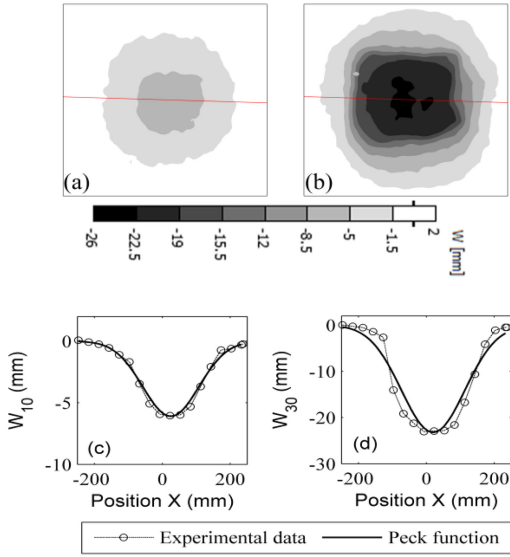 (a)
(b)
-26 -22.5 -19 -15.5 -12 -8.5 -5 -1.5 2 W [mm]
0
-5
-10
W10 (mm)
(c)
-200 0 200
Position X (mm)
0
-10
-20
-30
W30 (mm)
(d)
-200 0 200
Position X (mm)
Experimental data Peck function